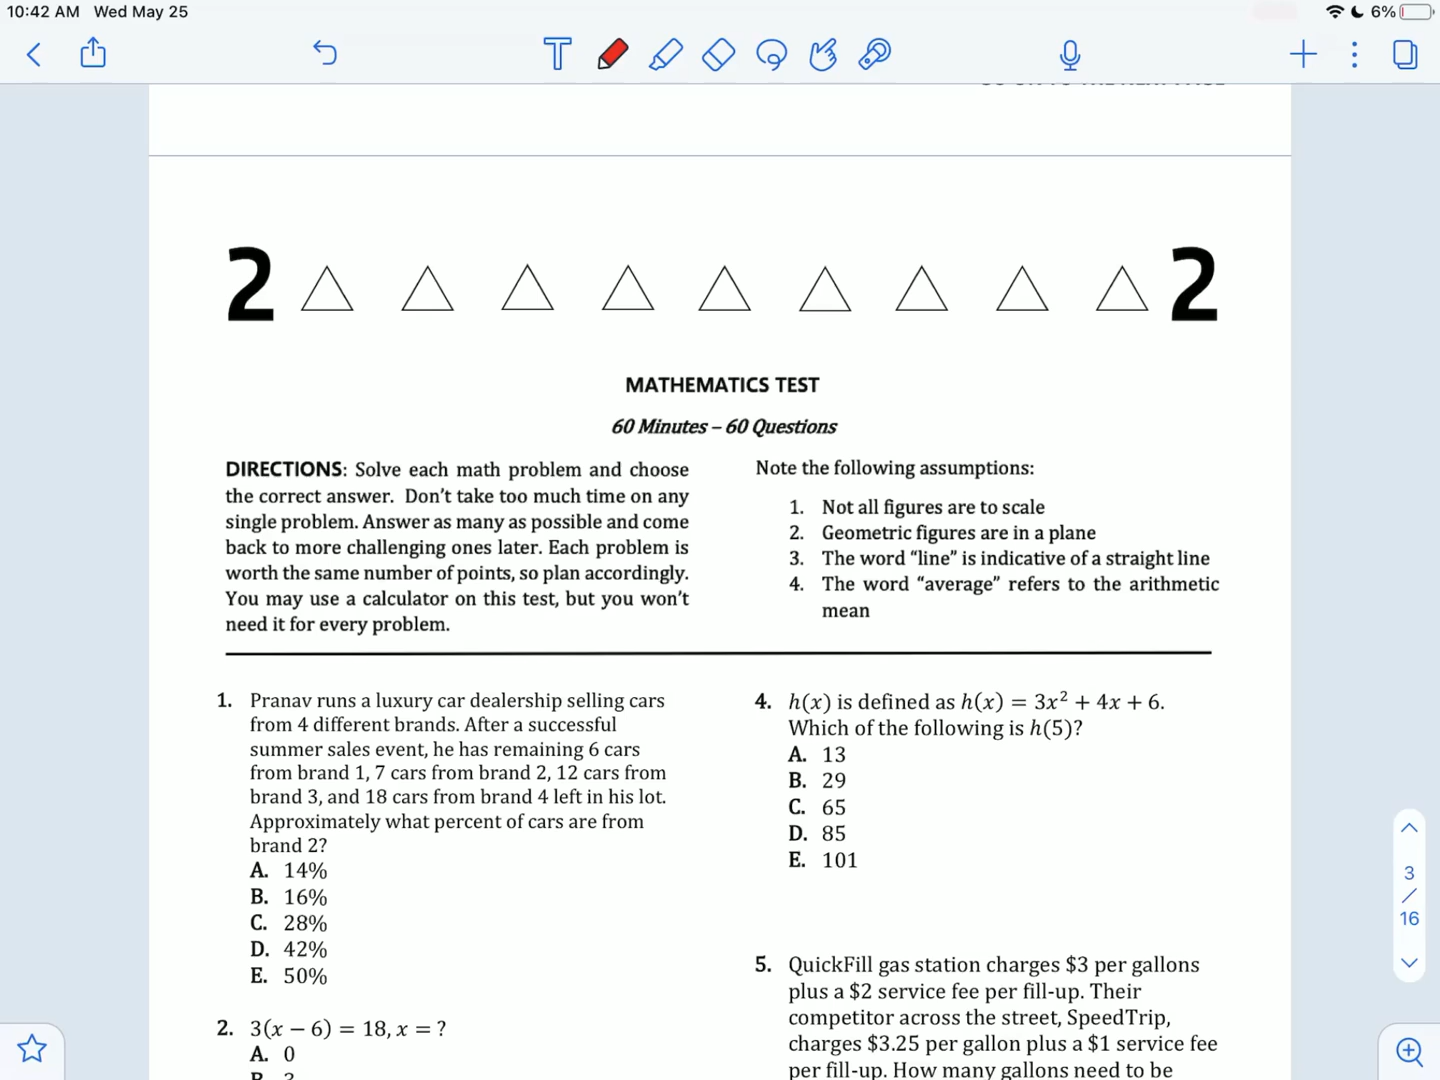 10:42 AM Wed May 25
6%
2 2
MATHEMATICS TEST
60 Minutes – 60 Questions
DIRECTIONS: Solve each math problem and choose
the correct answer. Don't take too much time on any
single problem. Answer as many as possible and come
back to more challenging ones later. Each problem is
worth the same number of points, so plan accordingly.
You may use a calculator on this test, but you won't
need it for every problem.
Note the following assumptions:
1. Not all figures are to scale
2. Geometric figures are in a plane
3. The word “line” is indicative of a straight line
4. The word “average” refers to the arithmetic
mean
1. Pranav runs a luxury car dealership selling cars
from 4 different brands. After a successful
summer sales event, he has remaining 6 cars
from brand 1, 7 cars from brand 2, 12 cars from
brand 3, and 18 cars from brand 4 left in his lot.
Approximately what percent of cars are from
brand 2?
A. 14%
B. 16%
C. 28%
D. 42%
E. 50%
2. 3(x − 6) = 18, x = ?
A. 0
4. h(x) is defined as h(x) = 3x² + 4x + 6.
Which of the following is h(5)?
A. 13
B. 29
C. 65
D. 85
E. 101
5. QuickFill gas station charges $3 per gallons
plus a $2 service fee per fill-up. Their
competitor across the street, SpeedTrip,
charges $3.25 per gallon plus a $1 service fee
per fill-up. How many gallons need to be
3
/
16